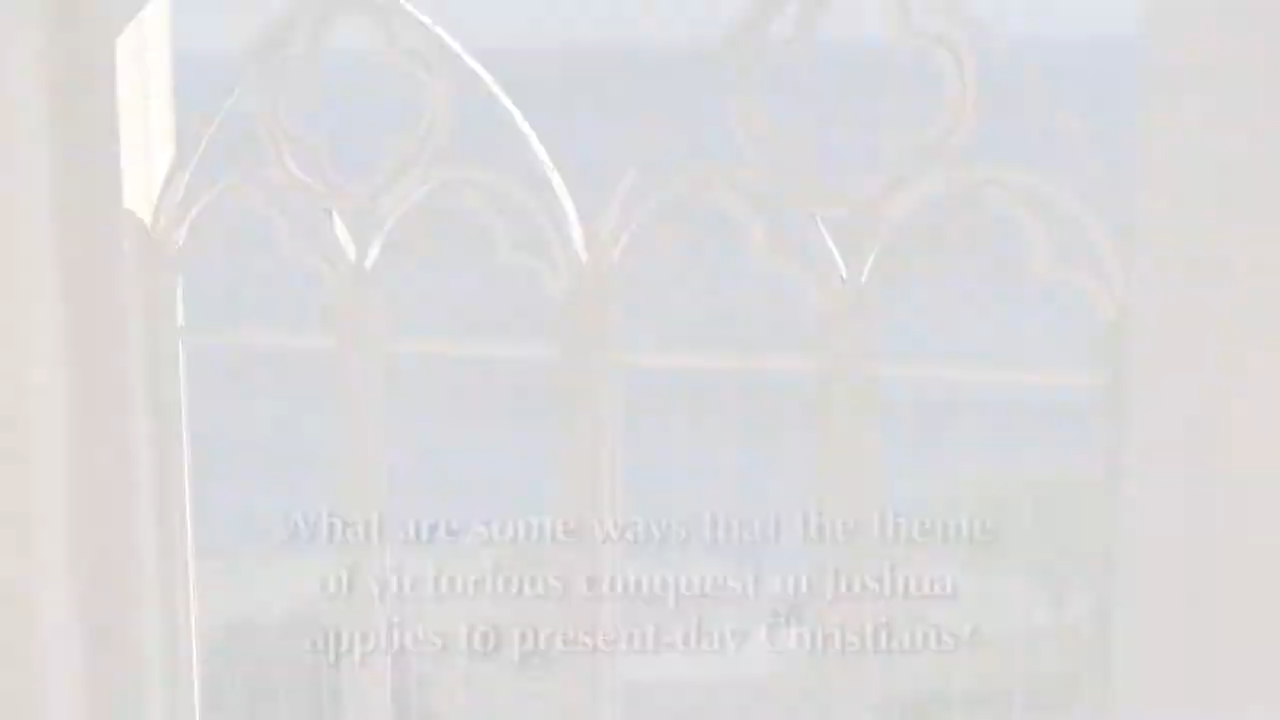 What are some ways that the theme
of victorious conquest in Joshua
applies to present-day Christians?